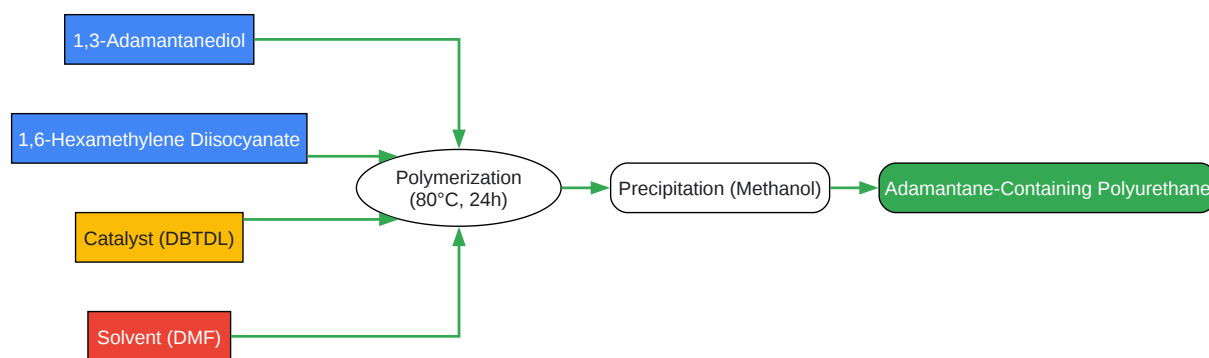 1,3-Adamantanediol
1,6-Hexamethylene Diisocyanate
Catalyst (DBTDL)
Solvent (DMF)
Polymerization
(80°C, 24h)
Precipitation (Methanol)
Adamantane-Containing Polyurethane